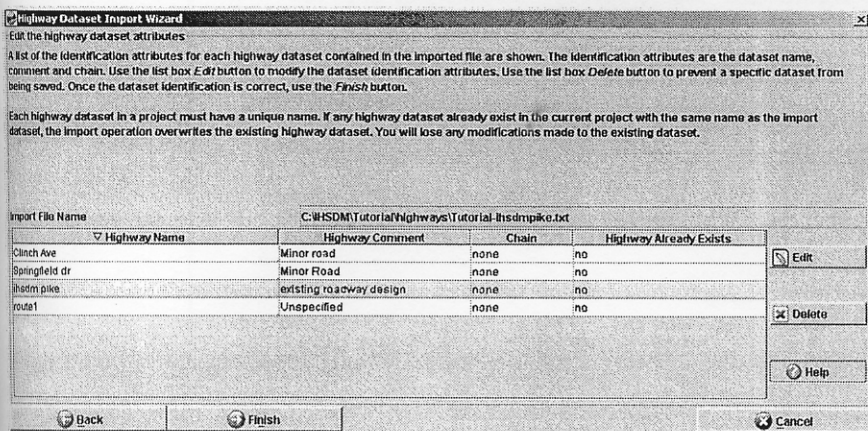 Highway Dataset Import Wizard
Edit the highway dataset attributes
A list of the identification attributes for each highway dataset contained in the imported file are shown. The identification attributes are the dataset name,
comment and chain. Use the list box Edit button to modify the dataset identification attributes. Use the list box Delete button to prevent a specific dataset from
being saved. Once the dataset identification is correct, use the Finish button.
Each highway dataset in a project must have a unique name. If any highway dataset already exist in the current project with the same name as the import
dataset, the import operation overwrites the existing highway dataset. You will lose any modifications made to the existing dataset.
Import File Name C:\IHSDM\Tutorial\highways\Tutorial-ihsdmpike.txt
Highway Name Highway Comment Chain Highway Already Exists
Clinch Ave Minor road none no
Springfield dr Minor Road none no
ihsdm pike existing roadway design none no
route1 Unspecified none no
Edit
Delete
Help
Back Finish Cancel